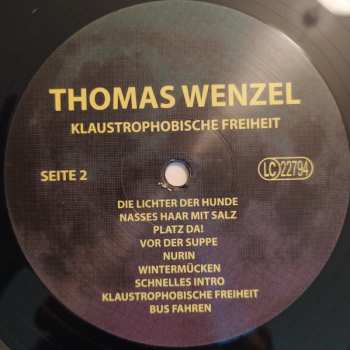 THOMAS WENZEL
KLAUSTROPHOBISCHE FREIHEIT
SEITE 2
LC 22794
DIE LICHTER DER HUNDE
NASSES HAAR MIT SALZ
PLATZ DA!
VOR DER SUPPE
NURIN
WINTERMÜCKEN
SCHNELLES INTRO
KLAUSTROPHOBISCHE FREIHEIT
BUS FAHREN